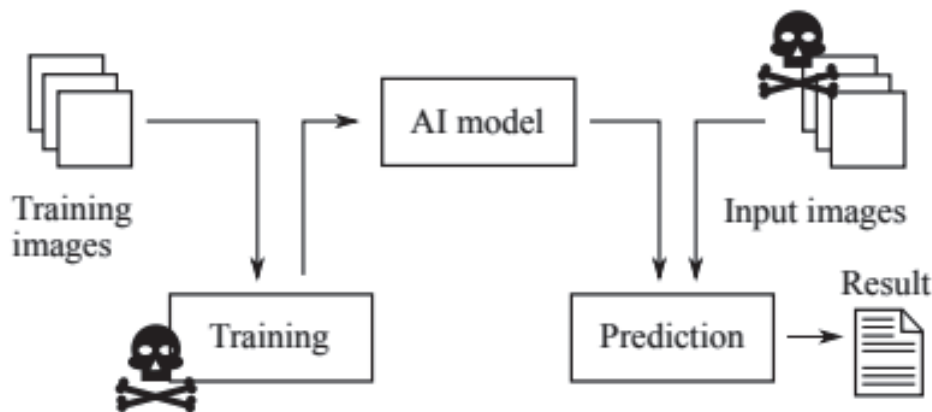 AI model
Training
images
Input images
Result
Training
Prediction